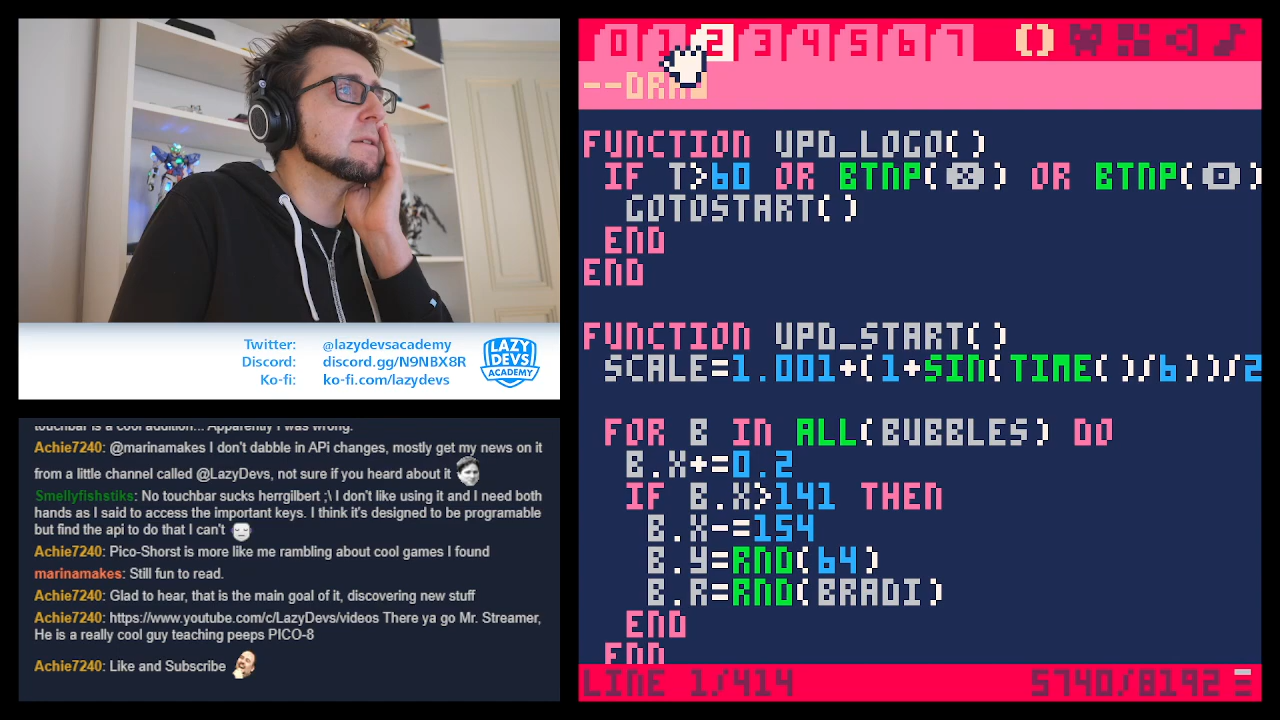 Twitter: @lazydevsacademy
Discord: discord.gg/N9NBX8R
Ko-fi: ko-fi.com/lazydevs
LAZY
DEVS
ACADEMY
touchbar is a cool addition... Apparently I was wrong.
Achie7240: @marinamakes I don't dabble in APi changes, mostly get my news on it
from a little channel called @LazyDevs, not sure if you heard about it
Smellyfishstiks: No touchbar sucks herrgilbert ;\ I don't like using it and I need both
hands as I said to access the important keys. I think it's designed to be programable
but find the api to do that I can't
Achie7240: Pico-Shorst is more like me rambling about cool games I found
marinamakes: Still fun to read.
Achie7240: Glad to hear, that is the main goal of it, discovering new stuff
Achie7240: https://www.youtube.com/c/LazyDevs/videos There ya go Mr. Streamer,
He is a really cool guy teaching peeps PICO-8
Achie7240: Like and Subscribe
0 1 2 3 4 5 6 7 ()
--DRAW
FUNCTION UPD_LOGO()
IF T>60 OR BTNP(❎) OR BTNP(🅾️)
GOTOSTART()
END
END
FUNCTION UPD_START()
SCALE=1.001+(1+SIN(TIME()/6))/2
FOR B IN ALL(BUBBLES) DO
B.X+=0.2
IF B.X>141 THEN
B.X-=154
B.Y=RND(64)
B.R=RND(BRADI)
END
END
LINE 1/414 5740/8192